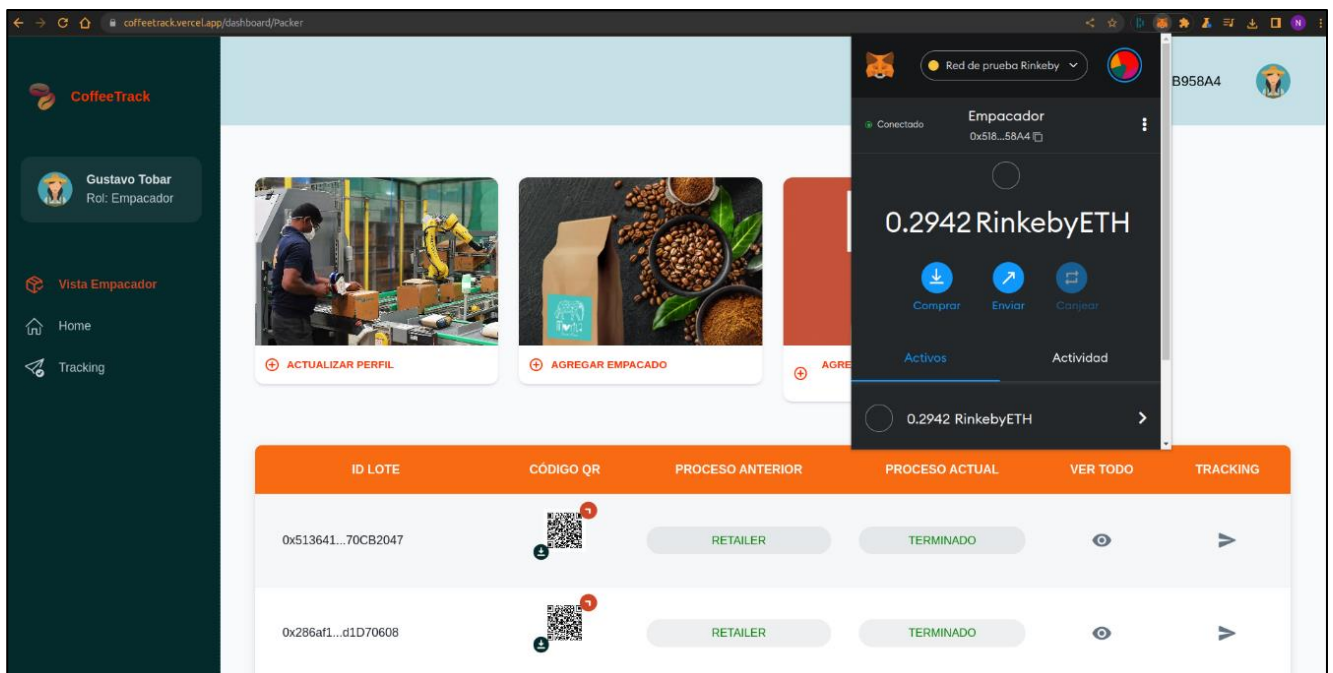 coffeetrack.vercel.app/dashboard/Packer
N
CoffeeTrack
Gustavo Tobar
Rol: Empacador
Vista Empacador
Home
Tracking
B958A4
Red de prueba Rinkeby
Conectado
Empacador
0x518...58A4
0.2942 RinkebyETH
Comprar
Enviar
Canjear
Activos
Actividad
0.2942 RinkebyETH
ACTUALIZAR PERFIL
AGREGAR EMPACADO
ID LOTE CÓDIGO QR PROCESO ANTERIOR PROCESO ACTUAL VER TODO TRACKING
0x513641...70CB2047 RETAILER TERMINADO
0x286af1...d1D70608 RETAILER TERMINADO